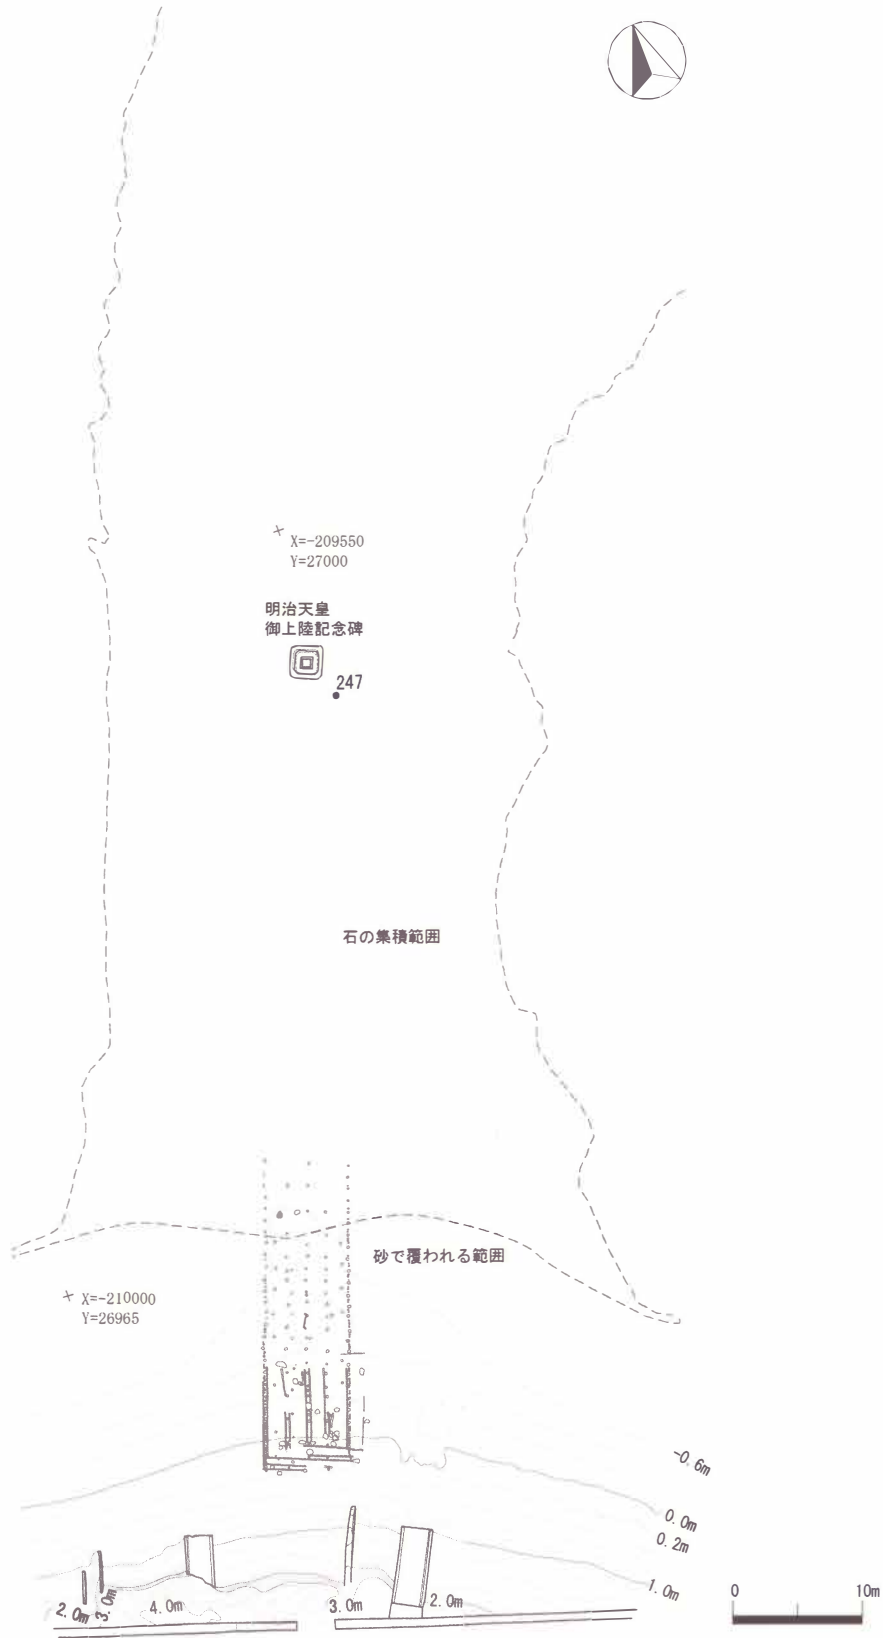 X=-209550
Y=27000
明治天皇
御上陸記念碑
247
石の集積範囲
砂で覆われる範囲
X=-210000
Y=26965
-0.6m
0.0m
0.2m
1.0m
2.0m
3.0m
4.0m
3.0m
2.0m
0 10m